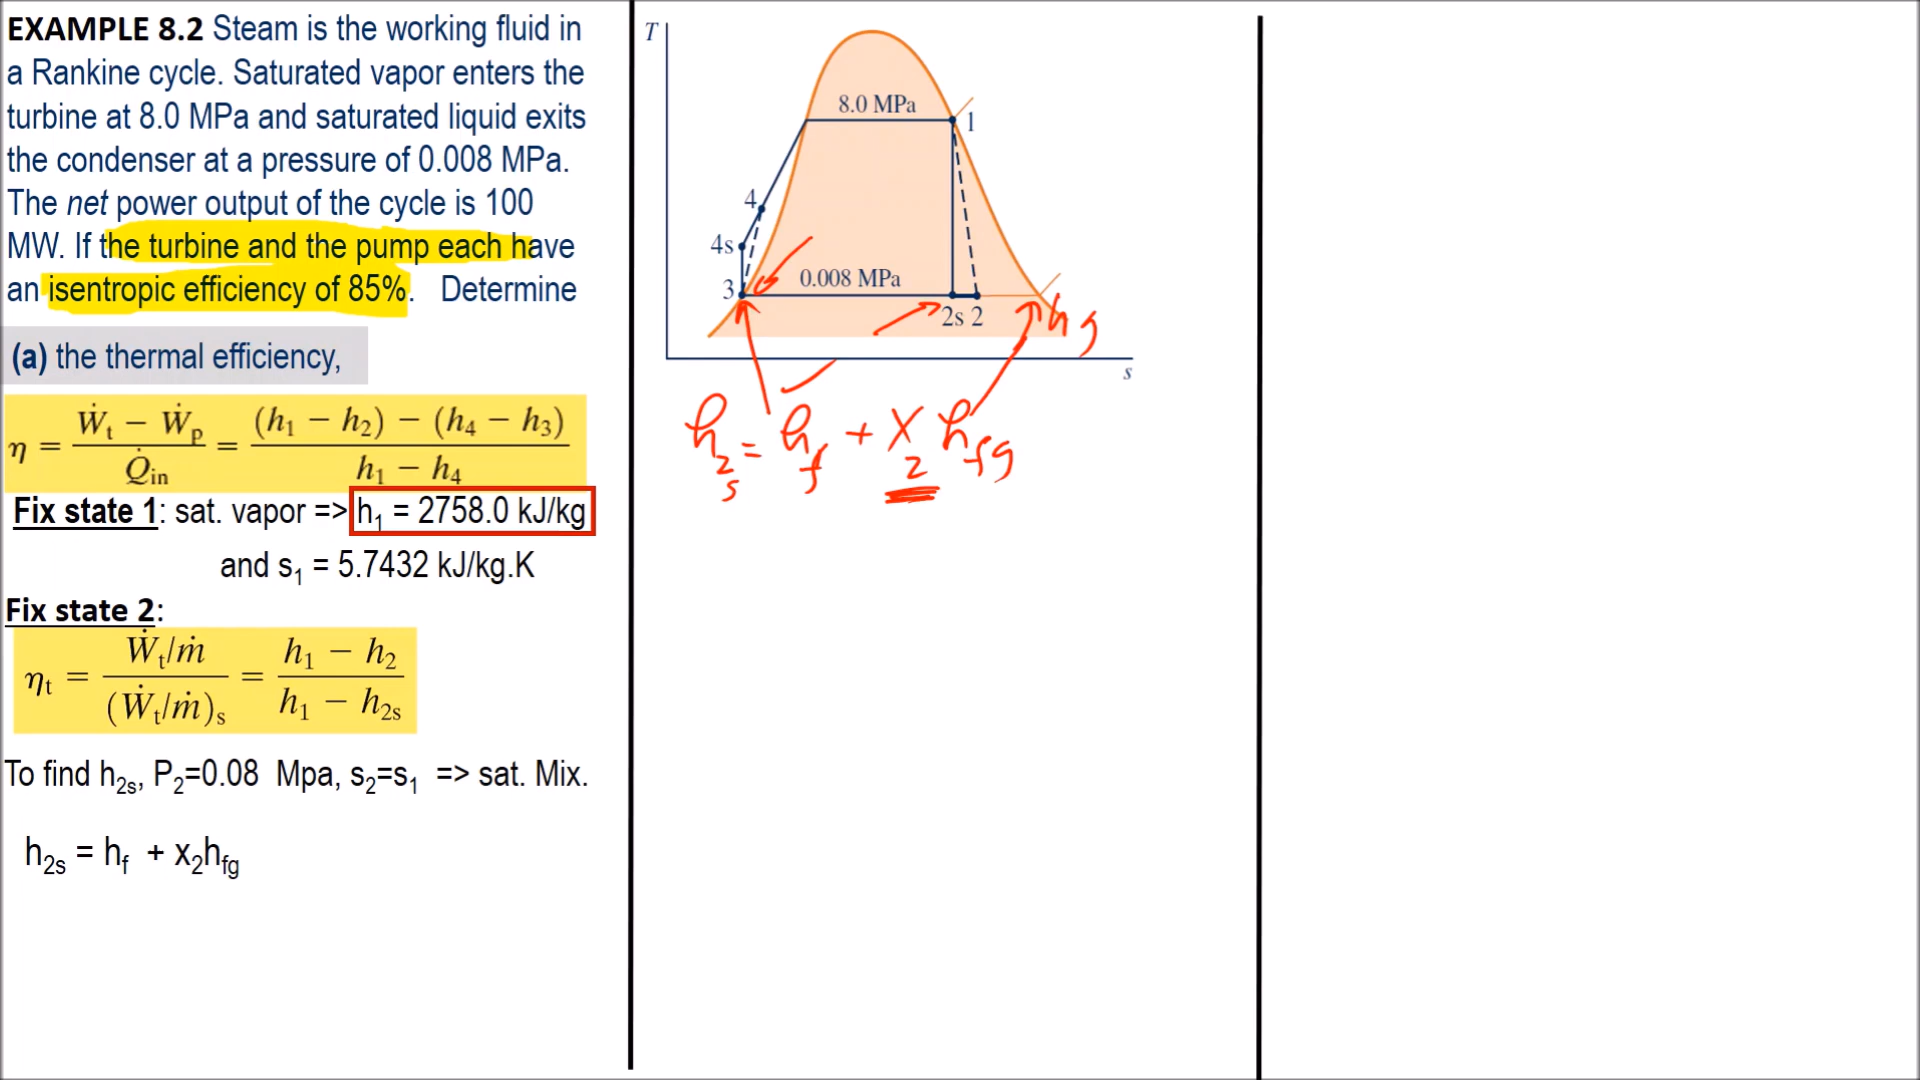 EXAMPLE 8.2 Steam is the working fluid in
a Rankine cycle. Saturated vapor enters the
turbine at 8.0 MPa and saturated liquid exits
the condenser at a pressure of 0.008 MPa.
The net power output of the cycle is 100
MW. If the turbine and the pump each have
an isentropic efficiency of 85%. Determine
(a) the thermal efficiency,
η = (Ẇt − Ẇp) / Q̇in = ((h1 − h2) − (h4 − h3)) / (h1 − h4)
Fix state 1: sat. vapor => h1 = 2758.0 kJ/kg
and s1 = 5.7432 kJ/kg.K
Fix state 2:
ηt = (Ẇt/ṁ) / (Ẇt/ṁ)s = (h1 − h2) / (h1 − h2s)
To find h2s, P2=0.08 Mpa, s2=s1 => sat. Mix.
h2s = hf + x2hfg
T
8.0 MPa
1
4
4s
3
0.008 MPa
2s 2
hg
s
h2s = hf + x2 hfg